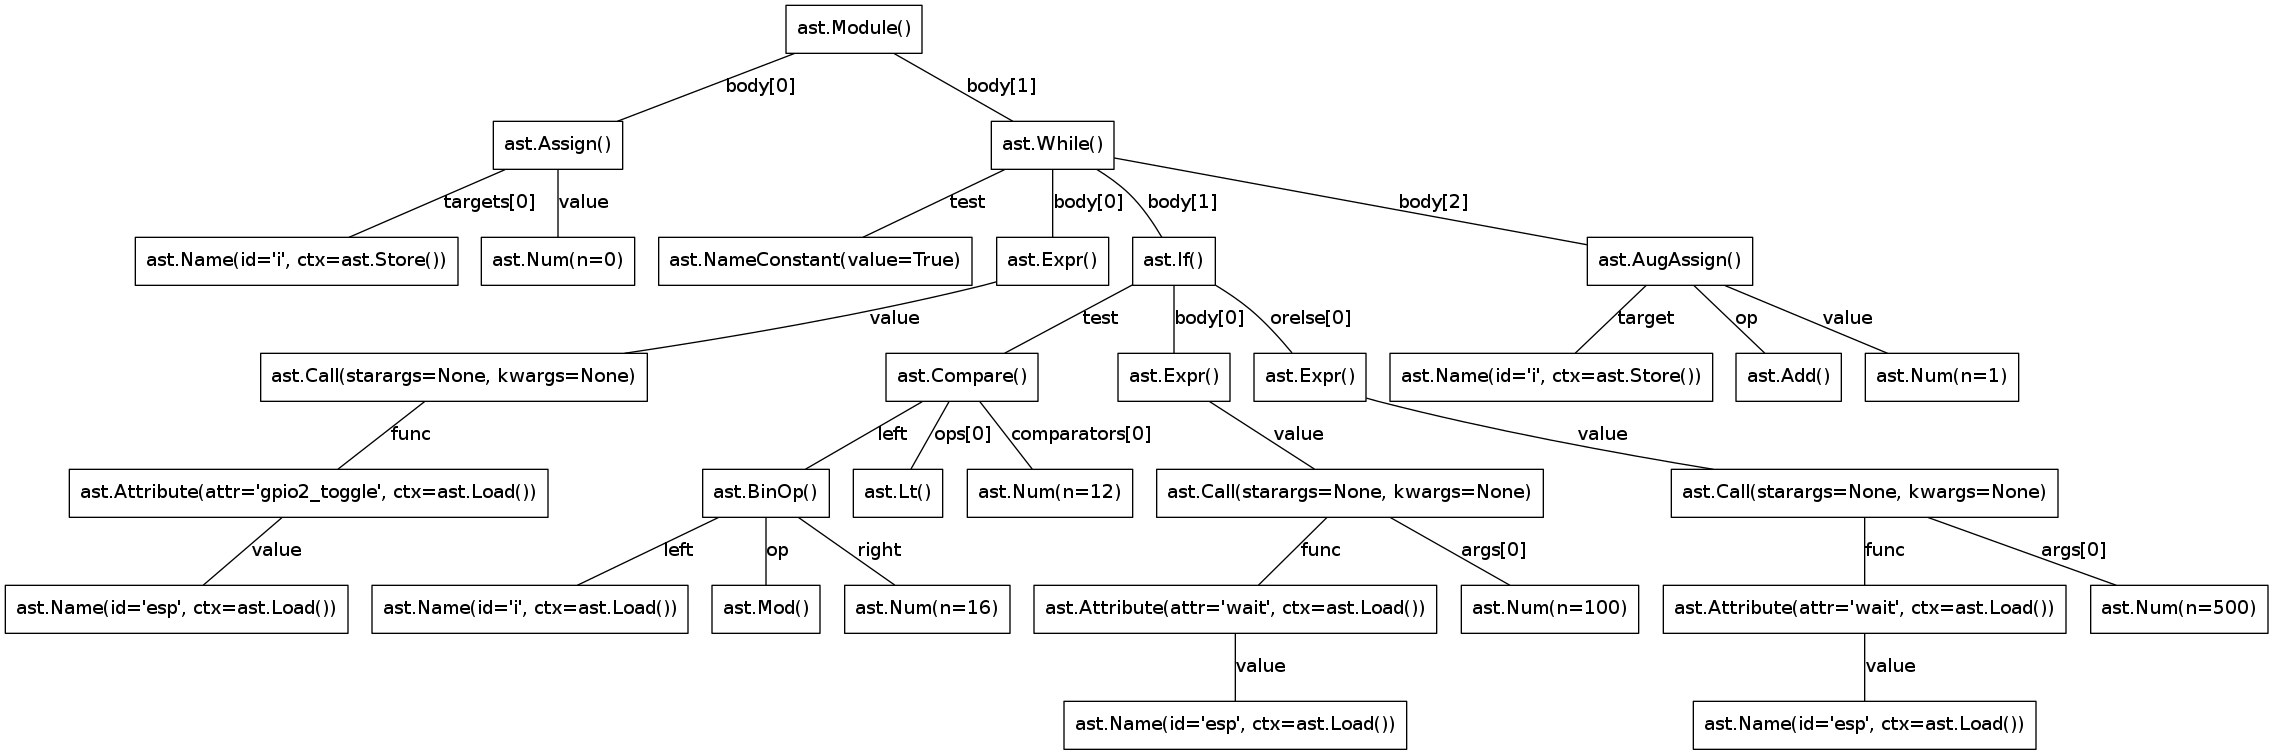 ast.Module()
body[0]
body[1]
ast.Assign()
ast.While()
targets[0]
value
test
body[0]
body[1]
body[2]
ast.Name(id='i', ctx=ast.Store())
ast.Num(n=0)
ast.NameConstant(value=True)
ast.Expr()
ast.If()
ast.AugAssign()
value
test
body[0]
orelse[0]
target
op
value
ast.Call(starargs=None, kwargs=None)
ast.Compare()
ast.Expr()
ast.Expr()
ast.Name(id='i', ctx=ast.Store())
ast.Add()
ast.Num(n=1)
func
left
ops[0]
comparators[0]
value
value
ast.Attribute(attr='gpio2_toggle', ctx=ast.Load())
ast.BinOp()
ast.Lt()
ast.Num(n=12)
ast.Call(starargs=None, kwargs=None)
ast.Call(starargs=None, kwargs=None)
value
left
op
right
func
args[0]
func
args[0]
ast.Name(id='esp', ctx=ast.Load())
ast.Name(id='i', ctx=ast.Load())
ast.Mod()
ast.Num(n=16)
ast.Attribute(attr='wait', ctx=ast.Load())
ast.Num(n=100)
ast.Attribute(attr='wait', ctx=ast.Load())
ast.Num(n=500)
value
value
ast.Name(id='esp', ctx=ast.Load())
ast.Name(id='esp', ctx=ast.Load())